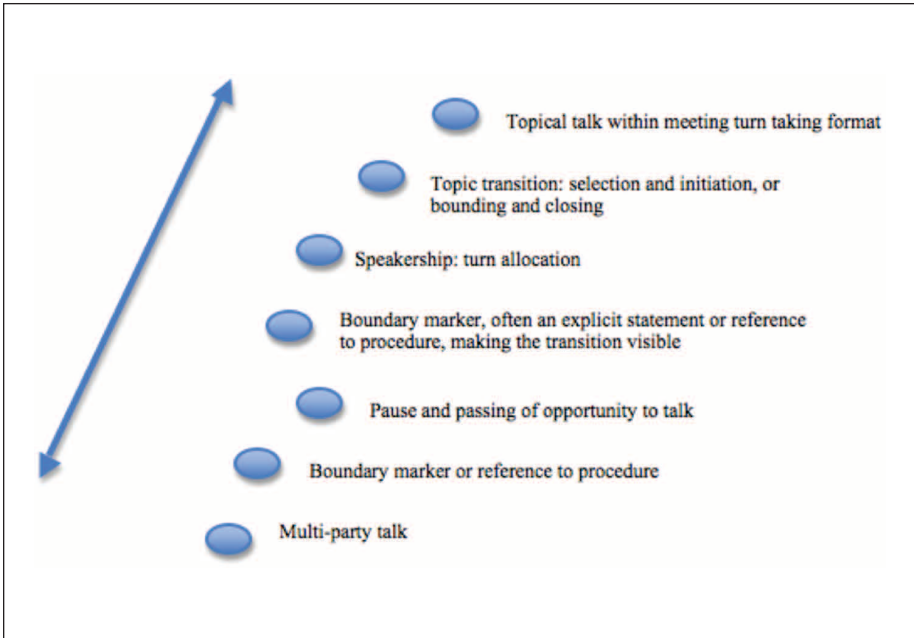 Topical talk within meeting turn taking format
Topic transition: selection and initiation, or
bounding and closing
Speakership: turn allocation
Boundary marker, often an explicit statement or reference
to procedure, making the transition visible
Pause and passing of opportunity to talk
Boundary marker or reference to procedure
Multi-party talk